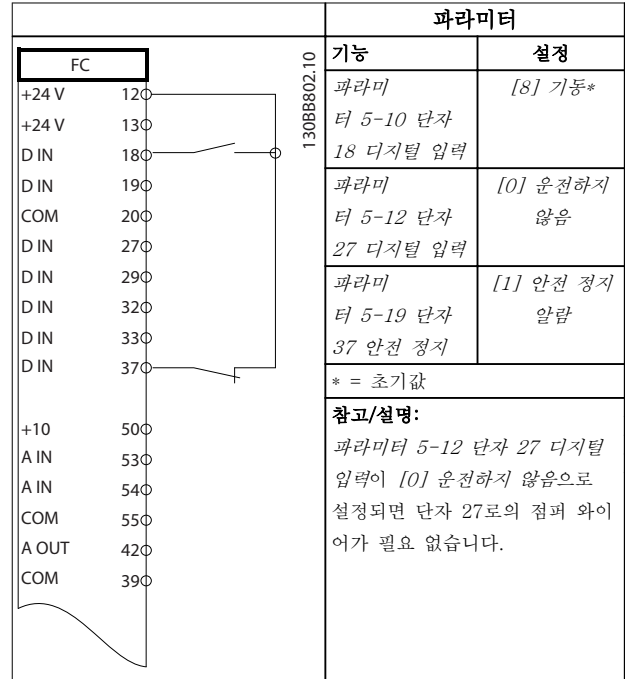 파라미터
기능 설정
FC
130BB802.10
+24 V 12
+24 V 13
D IN 18
D IN 19
COM 20
D IN 27
D IN 29
D IN 32
D IN 33
D IN 37
+10 50
A IN 53
A IN 54
COM 55
A OUT 42
COM 39
파라미
터 5-10 단자
18 디지털 입력
[8] 기동*
파라미
터 5-12 단자
27 디지털 입력
[0] 운전하지
않음
파라미
터 5-19 단자
37 안전 정지
[1] 안전 정지
알람
* = 초기값
참고/설명:
파라미터 5-12 단자 27 디지털
입력이 [0] 운전하지 않음으로
설정되면 단자 27로의 점퍼 와이
어가 필요 없습니다.